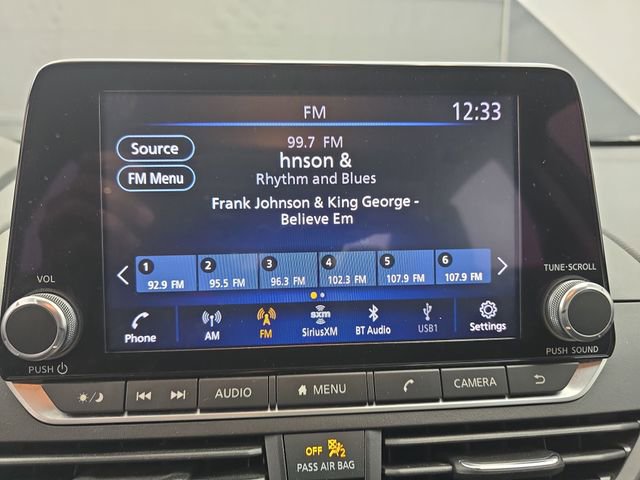 FM 12:33
Source
99.7 FM
hnson &
FM Menu
Rhythm and Blues
Frank Johnson & King George -
Believe Em
1 2 3 4 5 6
92.9 FM 95.5 FM 96.3 FM 102.3 FM 107.9 FM 107.9 FM
Phone AM FM sxm SiriusXM BT Audio USB1 Settings
VOL
PUSH
TUNE·SCROLL
PUSH SOUND
AUDIO MENU CAMERA
OFF 2
PASS AIR BAG